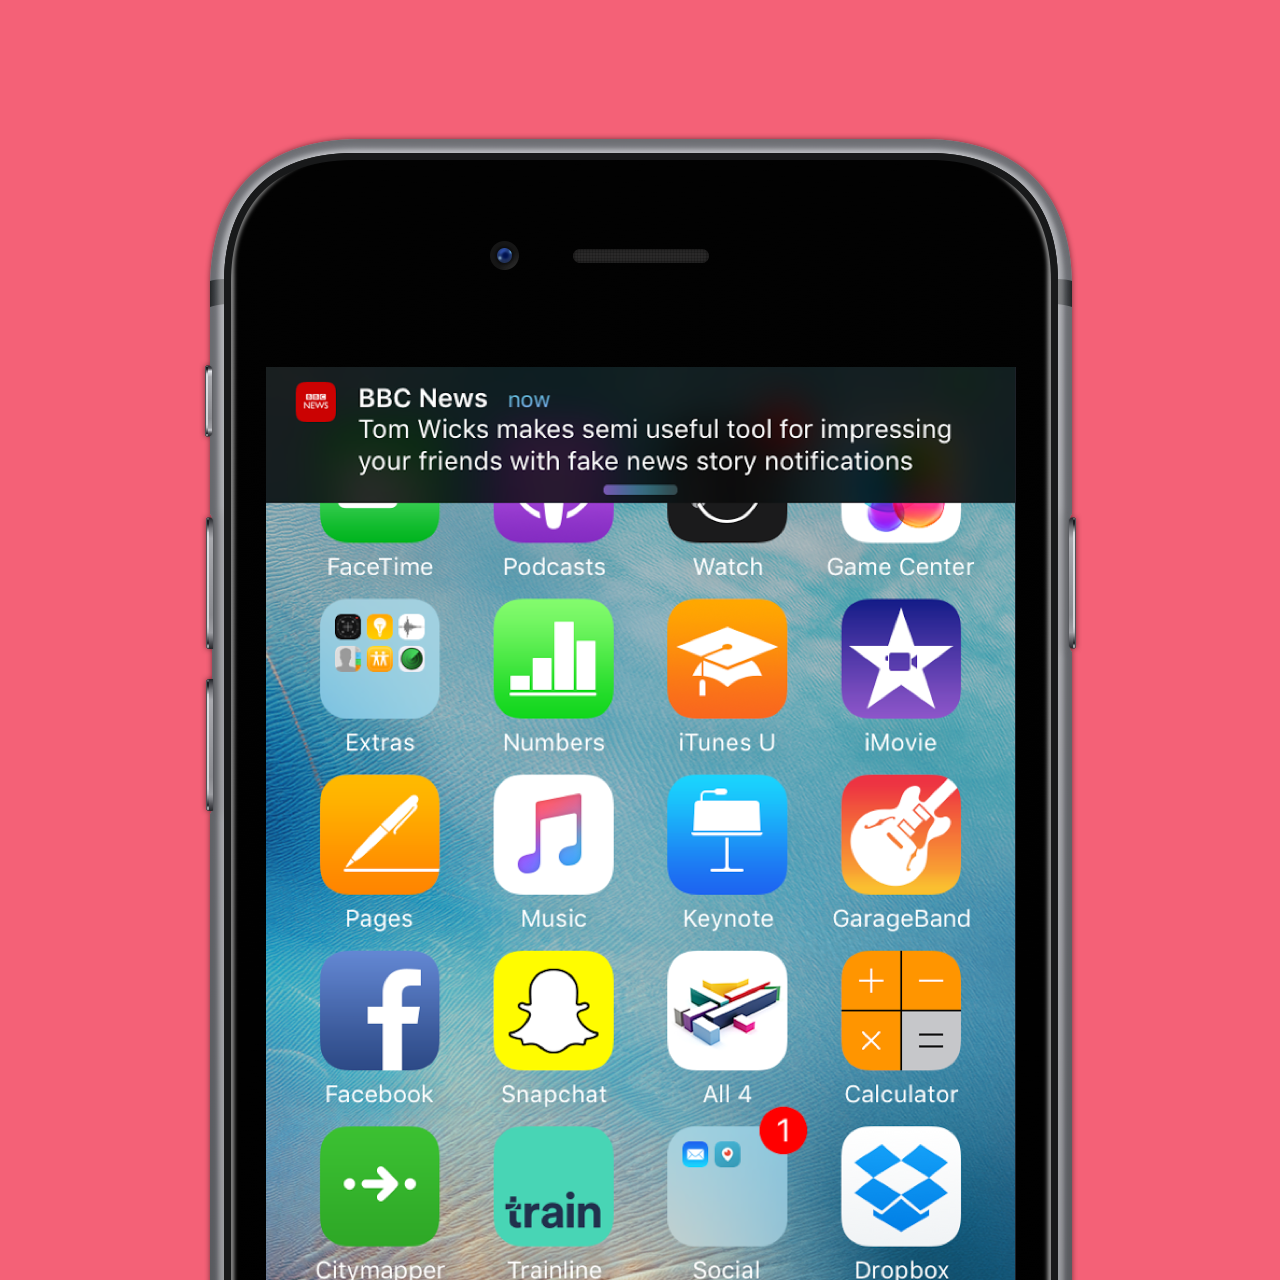 BBC NEWS
BBC News now
Tom Wicks makes semi useful tool for impressing
your friends with fake news story notifications
FaceTime Podcasts Watch Game Center
Extras Numbers iTunes U iMovie
Pages Music Keynote GarageBand
Facebook Snapchat All 4 Calculator
1
train
Citymapper Trainline Social Dropbox